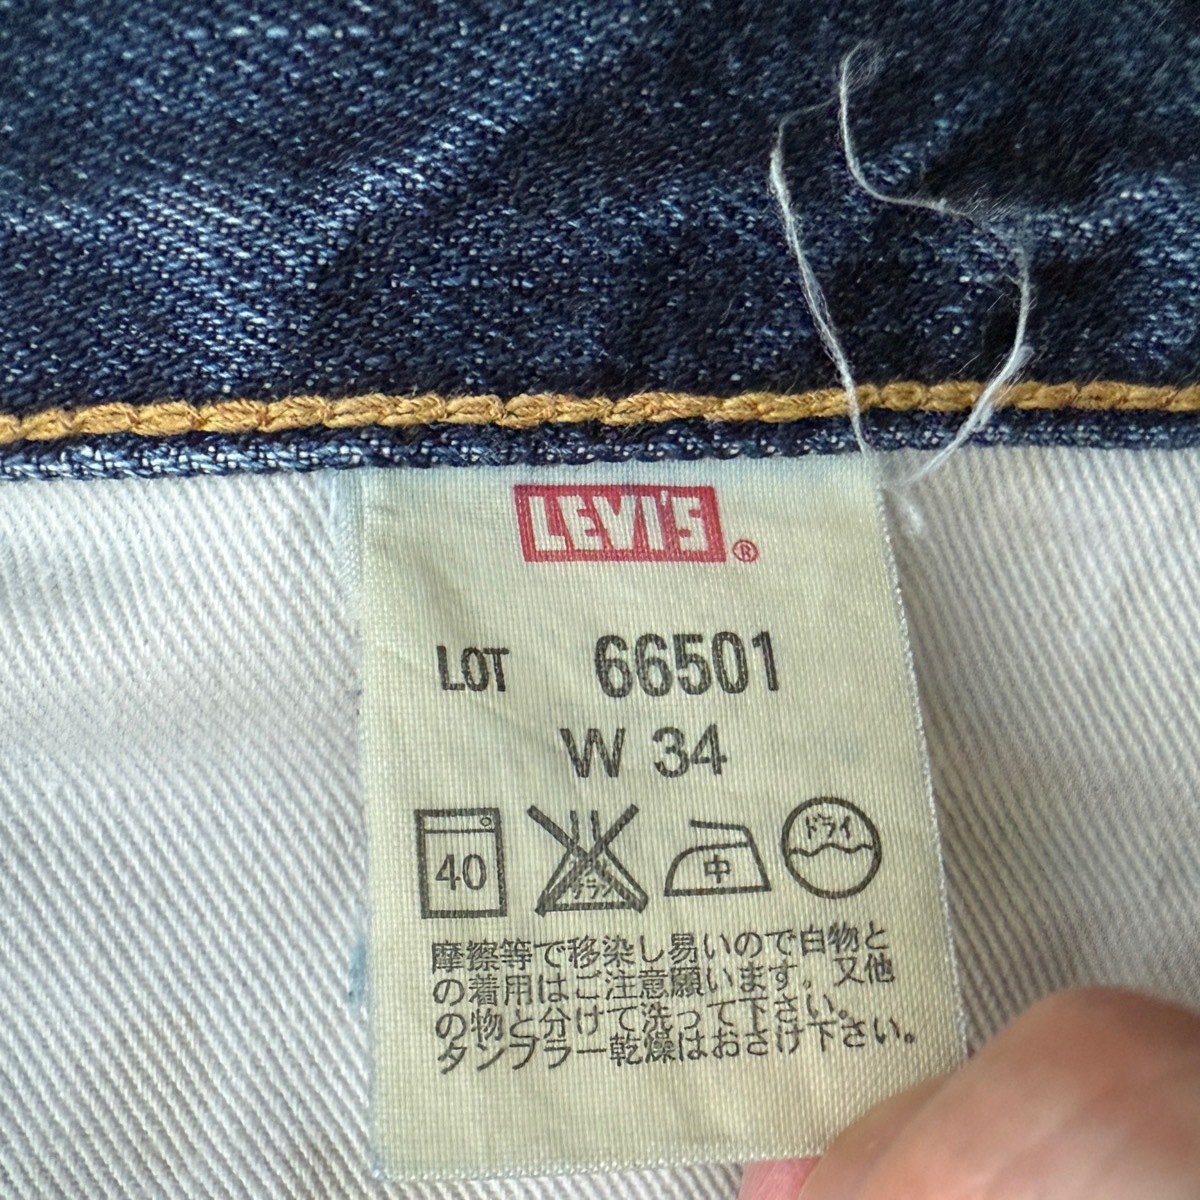 LEVI'S®
LOT 66501
W 34
40 中 ドライ
摩擦等で移染し易いので白物と
の着用はご注意願います。又他
の物と分けて洗って下さい。
タンブラー乾燥はおさけ下さい。